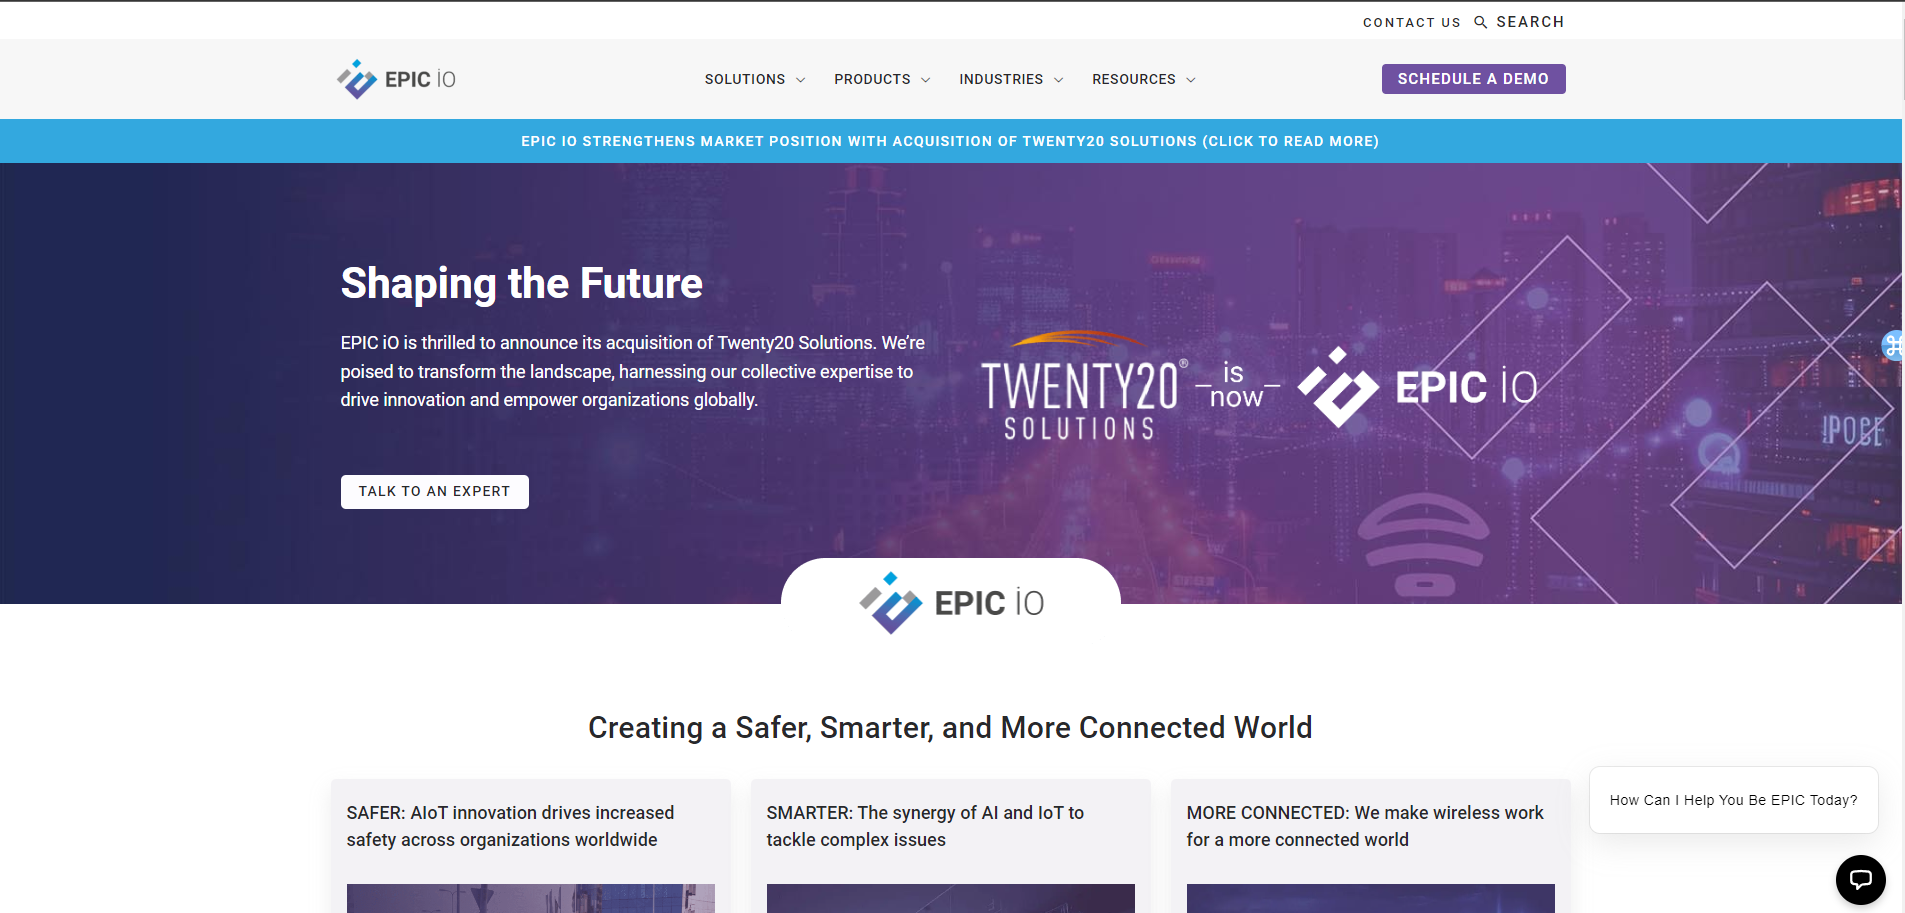 CONTACT US SEARCH
EPIC iO
SOLUTIONS PRODUCTS INDUSTRIES RESOURCES
SCHEDULE A DEMO
EPIC IO STRENGTHENS MARKET POSITION WITH ACQUISITION OF TWENTY20 SOLUTIONS (CLICK TO READ MORE)
Shaping the Future
EPIC iO is thrilled to announce its acquisition of Twenty20 Solutions. We're
poised to transform the landscape, harnessing our collective expertise to
drive innovation and empower organizations globally.
TALK TO AN EXPERT
TWENTY20®
SOLUTIONS
is
now
EPIC iO
EPIC iO
Creating a Safer, Smarter, and More Connected World
SAFER: AIoT innovation drives increased
safety across organizations worldwide
SMARTER: The synergy of AI and IoT to
tackle complex issues
MORE CONNECTED: We make wireless work
for a more connected world
How Can I Help You Be EPIC Today?